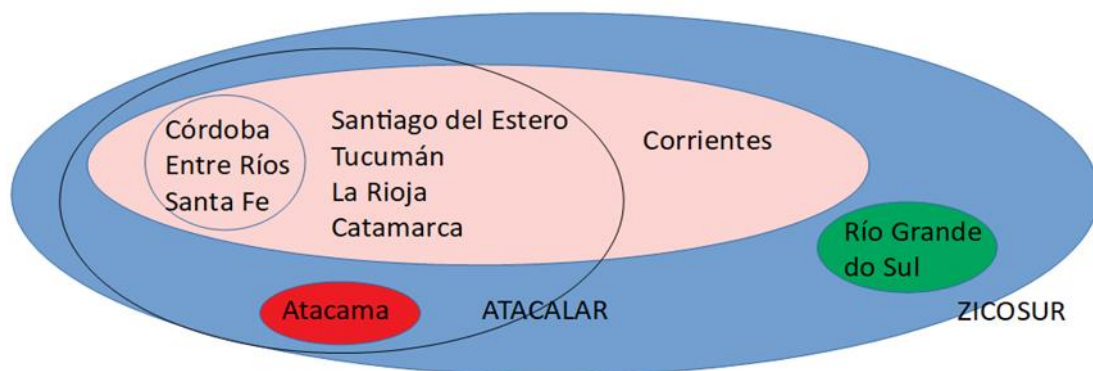 Córdoba
Entre Ríos
Santa Fe
Santiago del Estero
Tucumán
La Rioja
Catamarca
Corrientes
Río Grande
do Sul
Atacama
ATACALAR
ZICOSUR